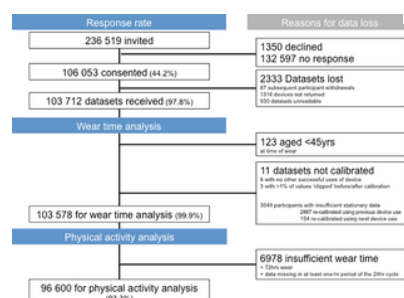 Response rate
Reasons for data loss
236 519 invited
1350 declined
132 597 no response
106 053 consented (44.2%)
2333 Datasets lost
87 subsequent participant withdrawals
1316 devices not returned
930 datasets unreadable
103 712 datasets received (97.8%)
Wear time analysis
123 aged <45yrs
at time of wear
11 datasets not calibrated
6 with no other successful uses of device
5 with >1% of values 'clipped' before/after calibration
3049 participants with insufficient stationary data
2867 re-calibrated using previous device use
154 re-calibrated using next device use
103 578 for wear time analysis (99.9%)
Physical activity analysis
6978 insufficient wear time
< 72hrs wear
+ data missing in at least one-hr period of the 24hr cycle
96 600 for physical activity analysis
(93.3%)